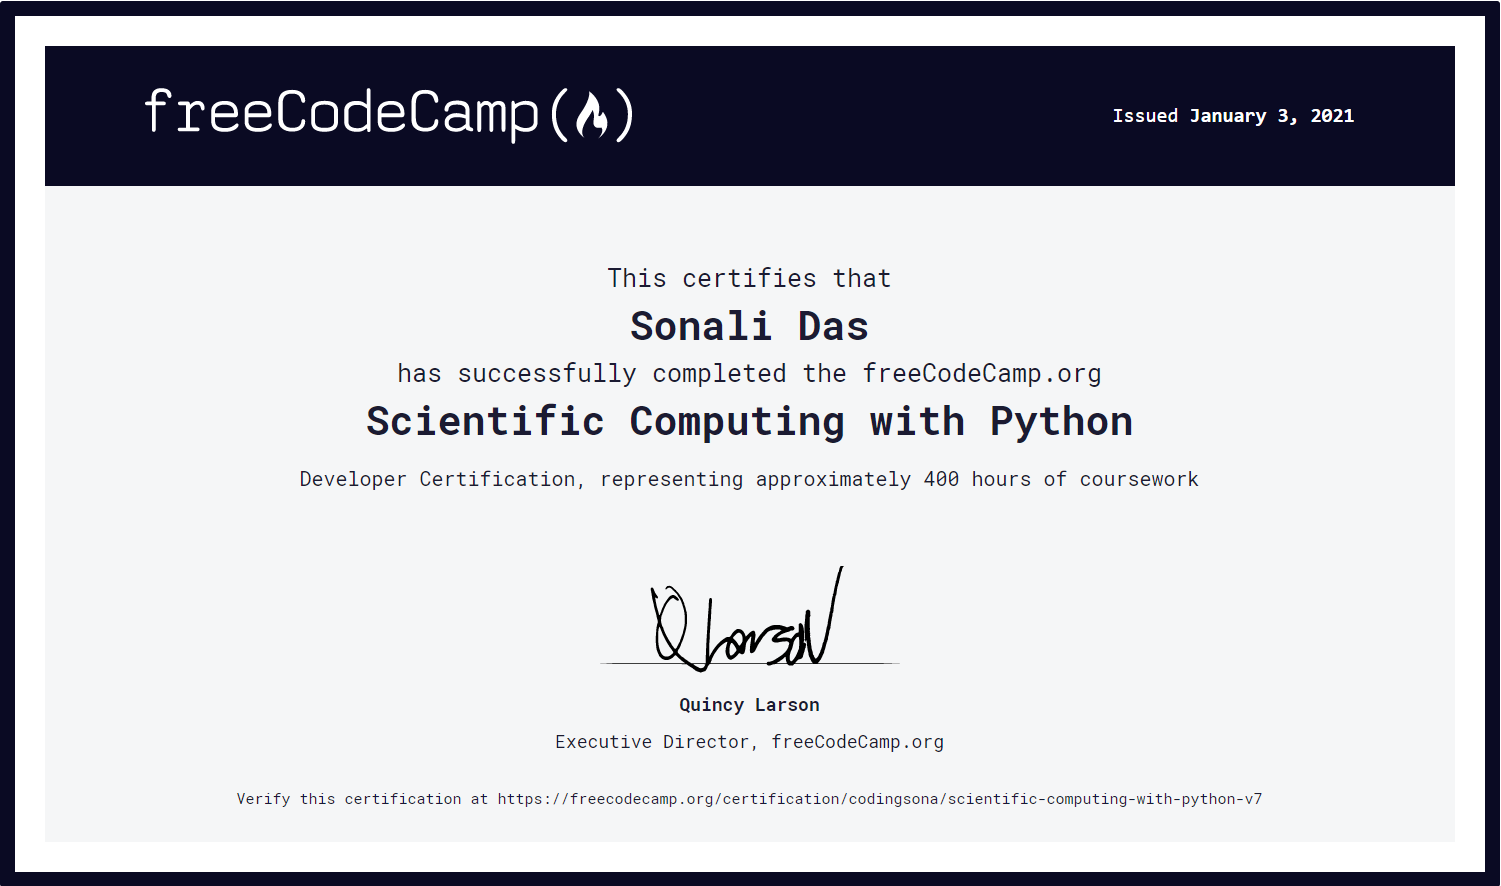 freeCodeCamp(🔥)
Issued January 3, 2021
This certifies that
Sonali Das
has successfully completed the freeCodeCamp.org
Scientific Computing with Python
Developer Certification, representing approximately 400 hours of coursework
QLarson
Quincy Larson
Executive Director, freeCodeCamp.org
Verify this certification at https://freecodecamp.org/certification/codingsona/scientific-computing-with-python-v7